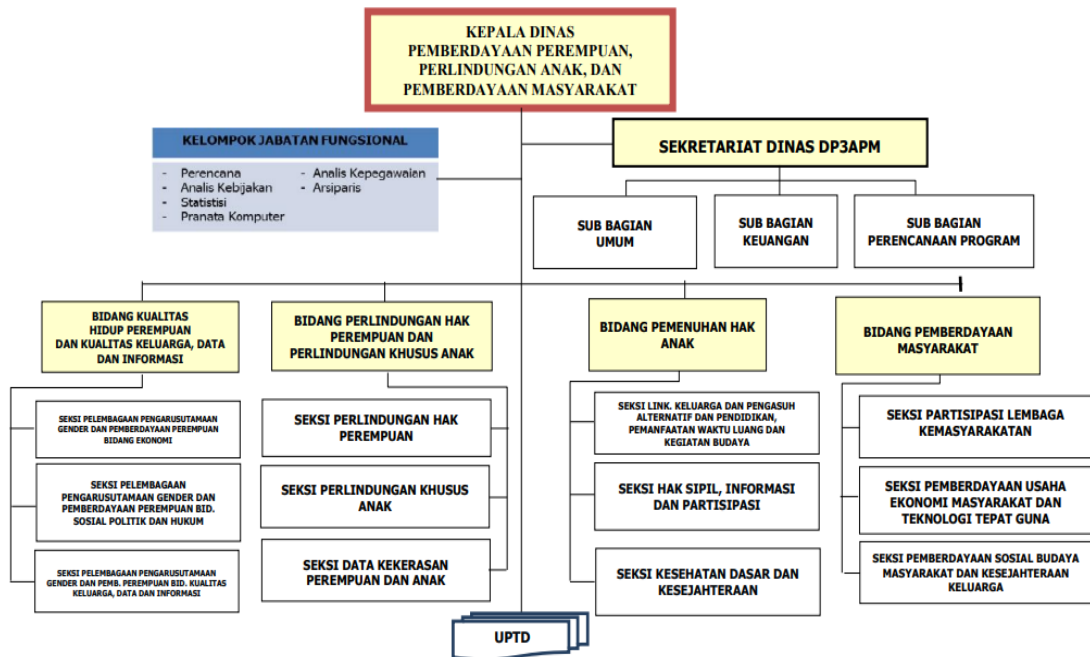 KEPALA DINAS
PEMBERDAYAAN PEREMPUAN,
PERLINDUNGAN ANAK, DAN
PEMBERDAYAAN MASYARAKAT
KELOMPOK JABATAN FUNGSIONAL
- Perencana
- Analis Kebijakan
- Statistisi
- Pranata Komputer
- Analis Kepegawaian
- Arsiparis
SEKRETARIAT DINAS DP3APM
SUB BAGIAN
UMUM
SUB BAGIAN
KEUANGAN
SUB BAGIAN
PERENCANAAN PROGRAM
BIDANG KUALITAS
HIDUP PEREMPUAN
DAN KUALITAS KELUARGA, DATA
DAN INFORMASI
SEKSI PELEMBAGAAN PENGARUSUTAMAAN
GENDER DAN PEMBERDAYAAN PEREMPUAN
BIDANG EKONOMI
SEKSI PELEMBAGAAN
PENGARUSUTAMAAN GENDER DAN
PEMBERDAYAAN PEREMPUAN BID.
SOSIAL POLITIK DAN HUKUM
SEKSI PELEMBAGAAN PENGARUSUTAMAAN
GENDER DAN PEMB. PEREMPUAN BID. KUALITAS
KELUARGA, DATA DAN INFORMASI
BIDANG PERLINDUNGAN HAK
PEREMPUAN DAN
PERLINDUNGAN KHUSUS ANAK
SEKSI PERLINDUNGAN HAK
PEREMPUAN
SEKSI PERLINDUNGAN KHUSUS
ANAK
SEKSI DATA KEKERASAN
PEREMPUAN DAN ANAK
BIDANG PEMENUHAN HAK
ANAK
SEKSI LINK. KELUARGA DAN PENGASUH
ALTERNATIF DAN PENDIDIKAN,
PEMANFAATAN WAKTU LUANG DAN
KEGIATAN BUDAYA
SEKSI HAK SIPIL, INFORMASI
DAN PARTISIPASI
SEKSI KESEHATAN DASAR DAN
KESEJAHTERAAN
BIDANG PEMBERDAYAAN
MASYARAKAT
SEKSI PARTISIPASI LEMBAGA
KEMASYARAKATAN
SEKSI PEMBERDAYAAN USAHA
EKONOMI MASYARAKAT DAN
TEKNOLOGI TEPAT GUNA
SEKSI PEMBERDAYAAN SOSIAL BUDAYA
MASYARAKAT DAN KESEJAHTERAAN
KELUARGA
UPTD